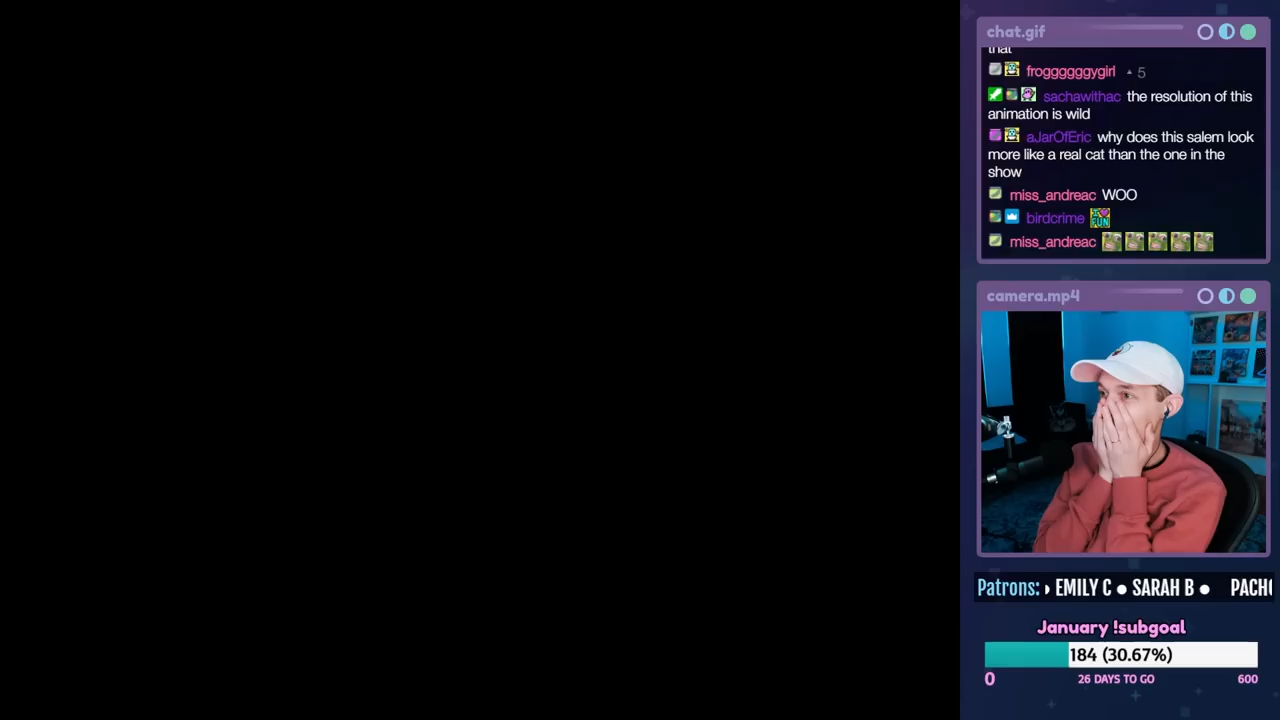 chat.gif
that
froggggggygirl 5
sachawithac the resolution of this
animation is wild
aJarOfEric why does this salem look
more like a real cat than the one in the
show
miss_andreac WOO
birdcrime I FUN
miss_andreac
camera.mp4
Patrons: EMILY C ● SARAH B ● PACH
January !subgoal
184 (30.67%)
0 26 DAYS TO GO 600